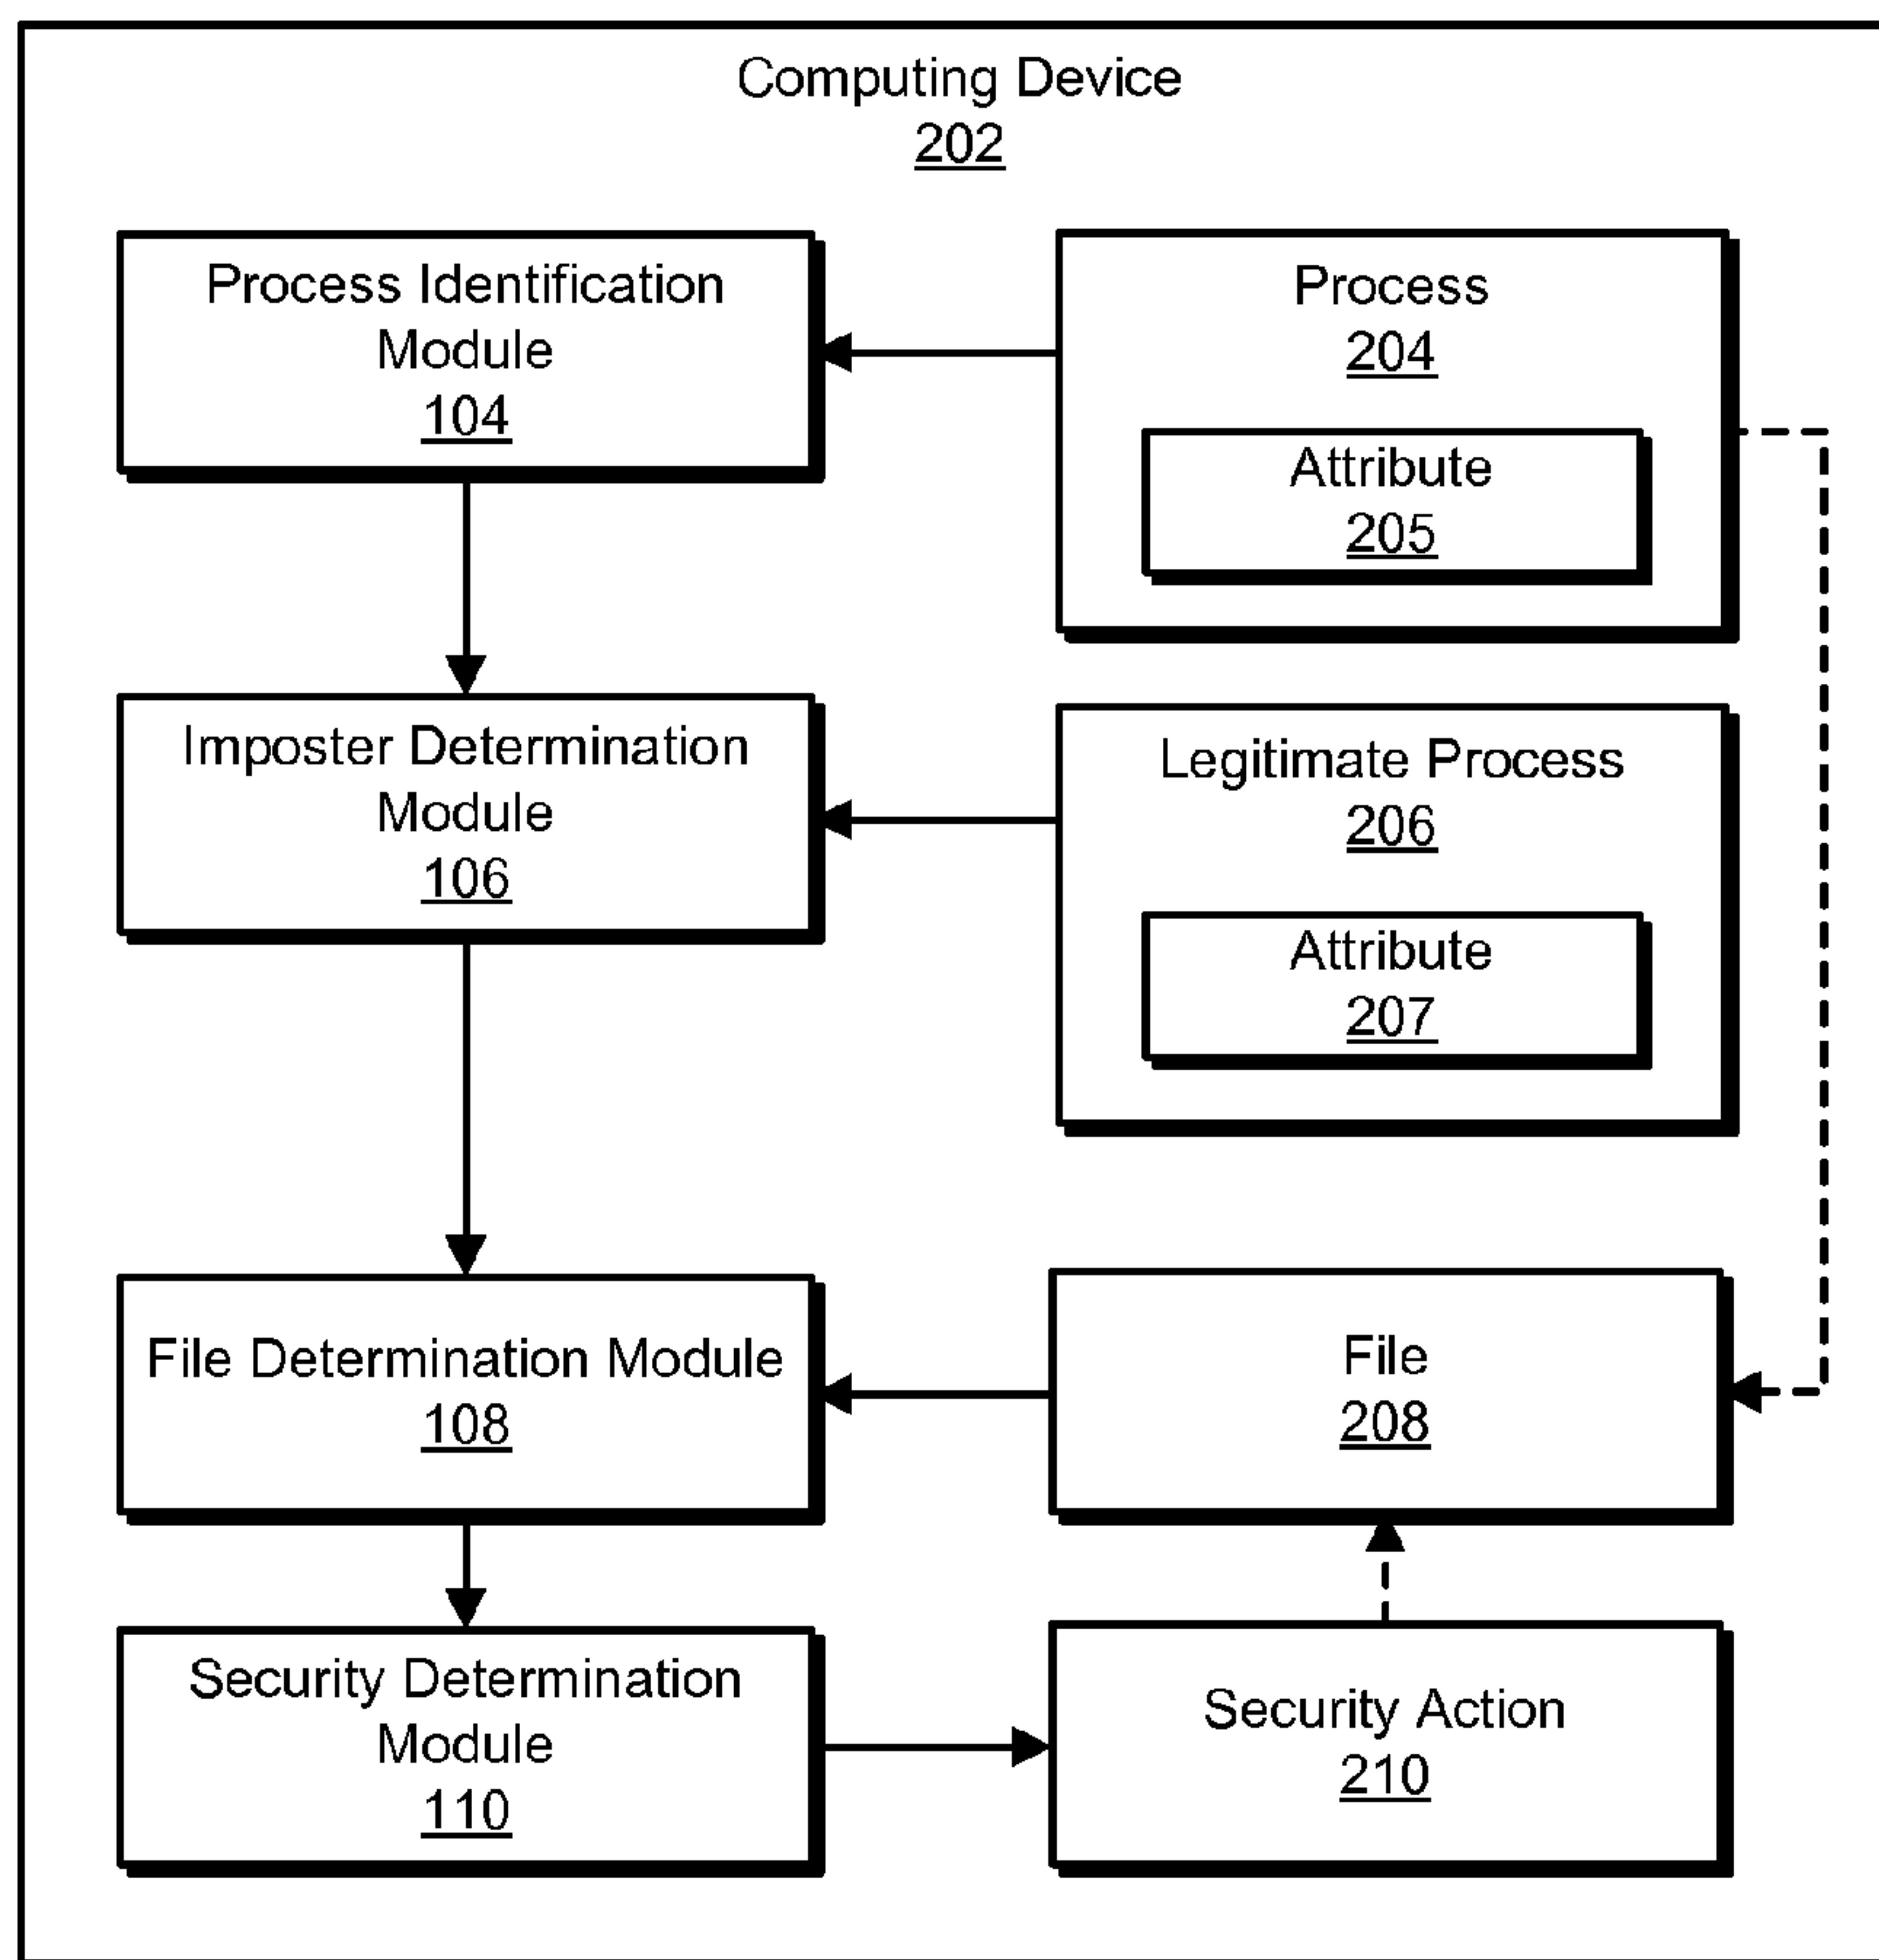 Computing Device
202
Process Identification
Module
104
Process
204
Attribute
205
Imposter Determination
Module
106
Legitimate Process
206
Attribute
207
File Determination Module
108
File
208
Security Determination
Module
110
Security Action
210